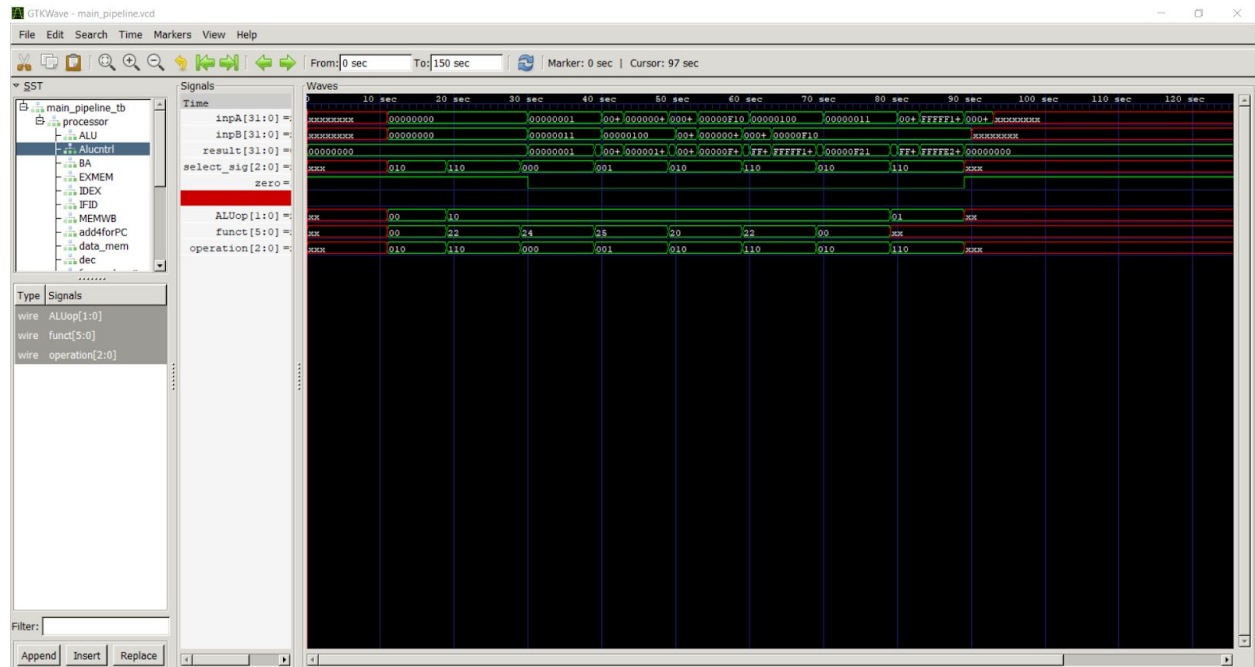 GTKWave - main_pipeline.vcd
File Edit Search Time Markers View Help
From: 0 sec To: 150 sec Marker: 0 sec | Cursor: 97 sec
SST
main_pipeline_tb
processor
ALU
Alucntrl
BA
EXMEM
IDEX
IFID
MEMWB
add4forPC
data_mem
dec
Type Signals
wire ALUop[1:0]
wire funct[5:0]
wire operation[2:0]
Filter:
Append Insert Replace
Signals
Time
inpA[31:0] =
inpB[31:0] =
result[31:0] =
select_sig[2:0] =
zero =
ALUop[1:0] =
funct[5:0] =
operation[2:0] =
Waves
10 sec 20 sec 30 sec 40 sec 50 sec 60 sec 70 sec 80 sec 90 sec 100 sec 110 sec 120 sec
xxxxxxxx 00000000 00000001 00+ 000000+ 000+ 00000F10 00000100 00000011 00+ FFFFF1+ 000+ xxxxxxxx
xxxxxxxx 00000000 00000011 00000100 00+ 000000+ 000+ 00000F10 xxxxxxxx
00000000 00000001 00+ 000001+ 00+ 00000F+ FF+ FFFFF1+ 00000F21 FF+ FFFFE2+ 00000000
xxx 010 110 000 001 010 110 010 110 xxx
xx 00 10 01 xx
xx 00 22 24 25 20 22 00 xx
xxx 010 110 000 001 010 110 010 110 xxx